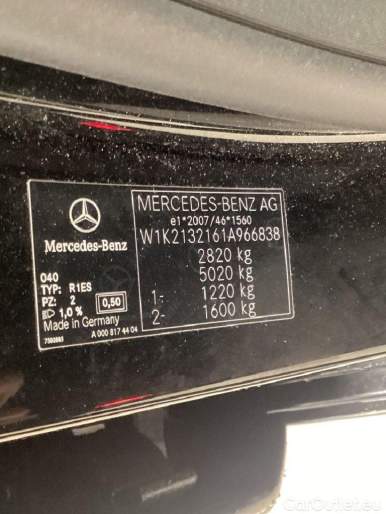 MERCEDES-BENZ AG
e1*2007/46*1560
W1K2132161A966838
2820 kg
5020 kg
1- 1220 kg
2- 1600 kg
Mercedes-Benz
040
TYP: R1ES
PZ: 2
1,0 % 0,50
Made in Germany
A 000 817 44 04
CarOutlet.eu